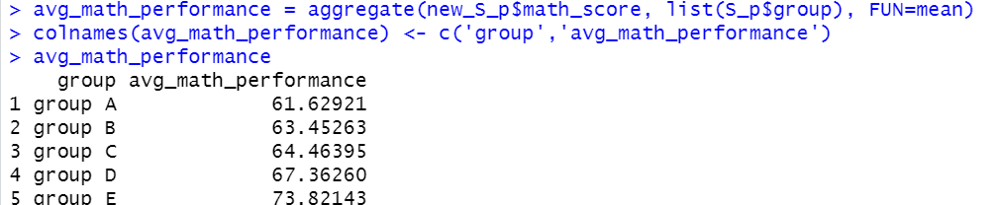 > avg_math_performance = aggregate(new_S_p$math_score, list(S_p$group), FUN=mean)
> colnames(avg_math_performance) <- c('group','avg_math_performance')
> avg_math_performance
    group avg_math_performance
1 group A             61.62921
2 group B             63.45263
3 group C             64.46395
4 group D             67.36260
5 group E             73.82143